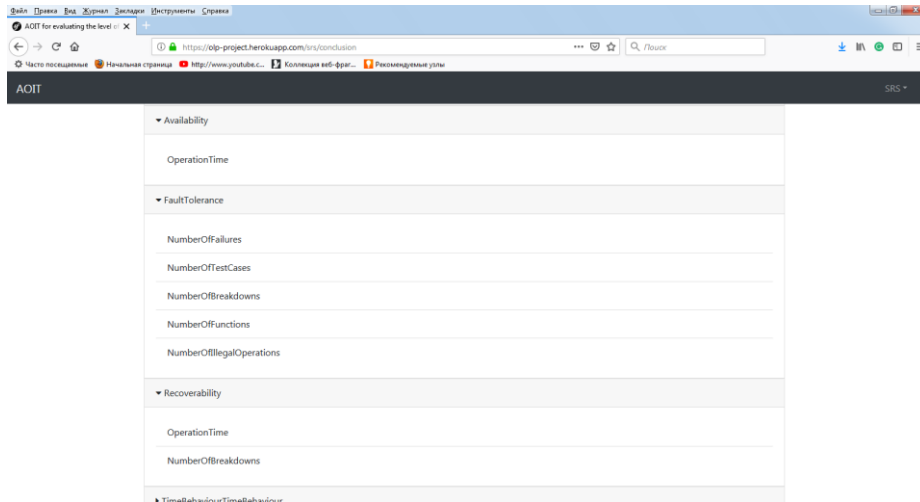 Файл Правка Вид Журнал Закладки Инструменты Справка
AOIT for evaluating the level of
https://olp-project.herokuapp.com/srs/conclusion
Поиск
Часто посещаемые Начальная страница http://www.youtube.c... Коллекция веб-фраг... Рекомендуемые узлы
AOIT SRS
Availability
OperationTime
FaultTolerance
NumberOfFailures
NumberOfTestCases
NumberOfBreakdowns
NumberOfFunctions
NumberOfIllegalOperations
Recoverability
OperationTime
NumberOfBreakdowns
TimeBehaviourTimeBehaviour